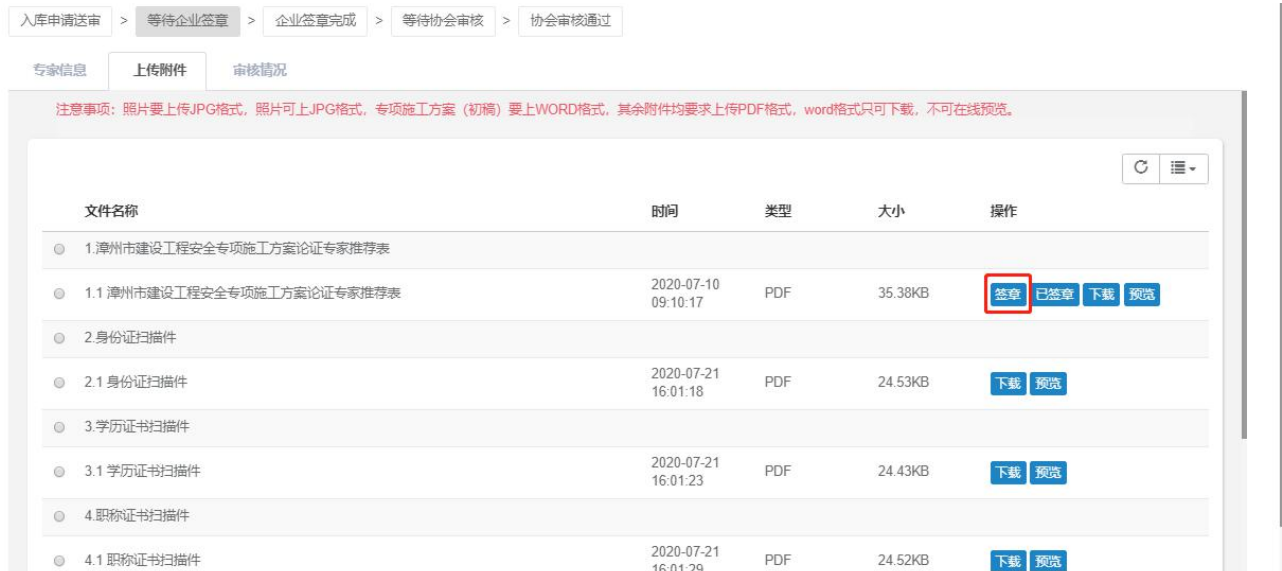 入库申请送审 > 等待企业签章 > 企业签章完成 > 等待协会审核 > 协会审核通过
专家信息 上传附件 审核情况
注意事项：照片要上传JPG格式，照片可上JPG格式，专项施工方案（初稿）要上WORD格式，其余附件均要求上传PDF格式，word格式只可下载，不可在线预览。
文件名称 时间 类型 大小 操作
1.漳州市建设工程安全专项施工方案论证专家推荐表
1.1 漳州市建设工程安全专项施工方案论证专家推荐表 2020-07-10 09:10:17 PDF 35.38KB 签章 已签章 下载 预览
2.身份证扫描件
2.1 身份证扫描件 2020-07-21 16:01:18 PDF 24.53KB 下载 预览
3.学历证书扫描件
3.1 学历证书扫描件 2020-07-21 16:01:23 PDF 24.43KB 下载 预览
4.职称证书扫描件
4.1 职称证书扫描件 2020-07-21 16:01:29 PDF 24.52KB 下载 预览